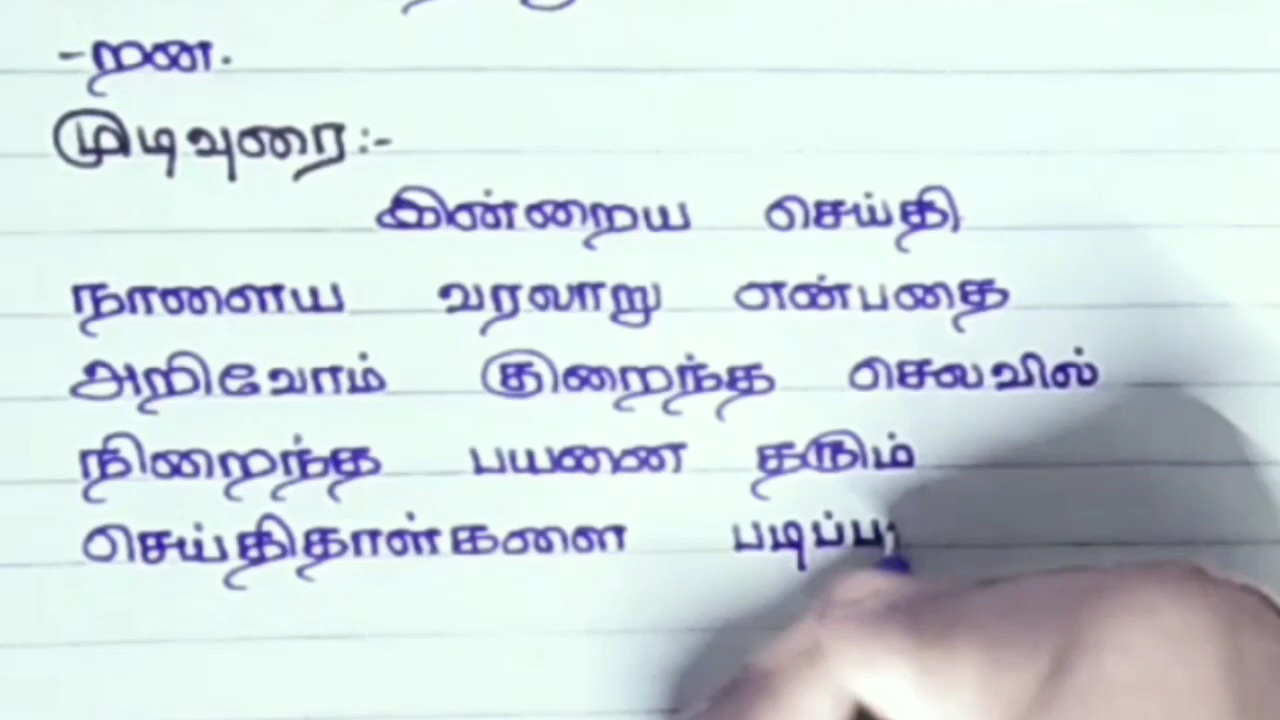 -றன.
முடிவுரை:-
இன்றைய செய்தி
நாளைய வரலாறு என்பதை
அறிவோம் குறைந்த செலவில்
நிறைந்த பயனை தரும்
செய்திதாள்களை